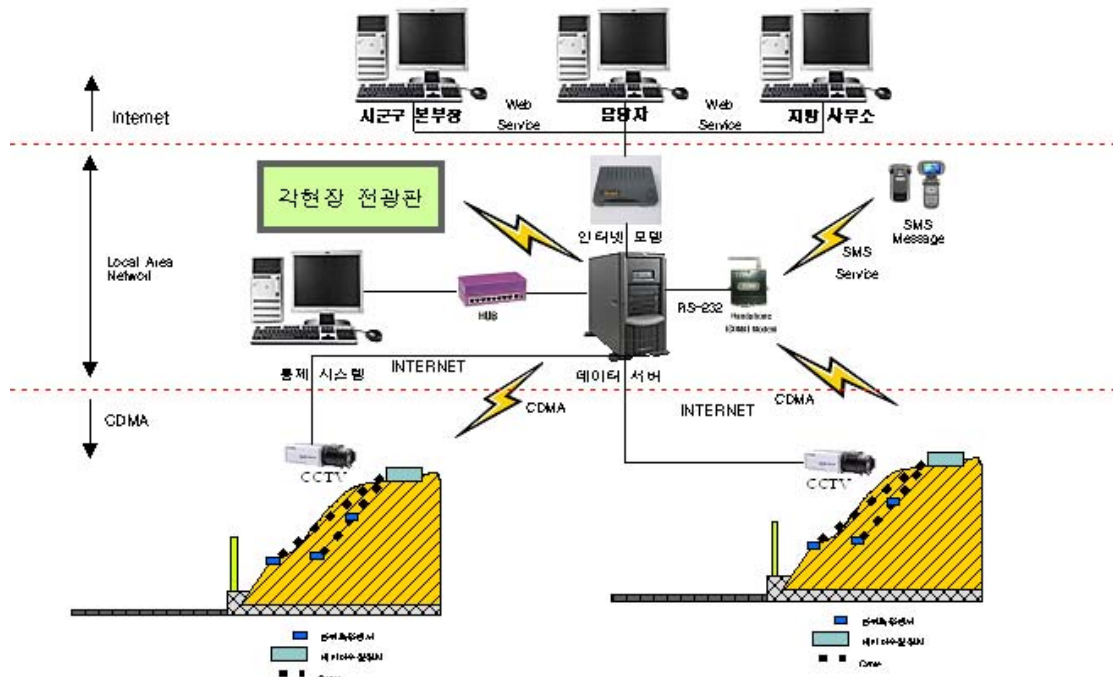 Internet
시군구 본부장
Web
Service
담당자
Web
Service
지방 사무소
각현장 전광판
인터넷 모뎀
SMS
Message
SMS
Service
Local Area
Network
HUB
RS-232
Handphone
(CDMA) Modem
통제 시스템
INTERNET
데이터 서버
CDMA
CDMA
INTERNET
CDMA
CCTV
CCTV